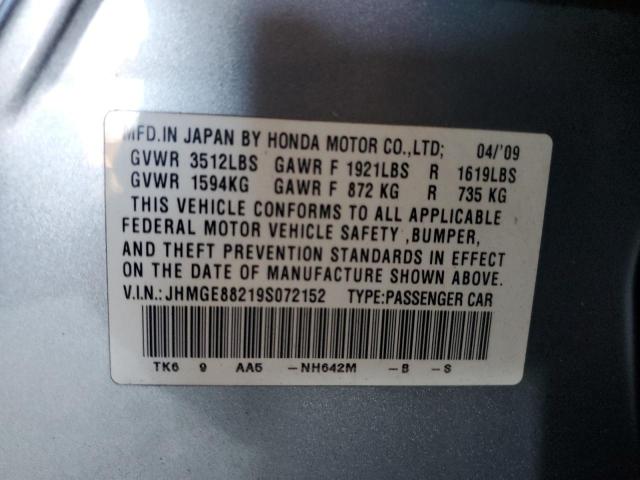 MFD.IN JAPAN BY HONDA MOTOR CO.,LTD; 04/'09
GVWR 3512LBS GAWR F 1921LBS R 1619LBS
GVWR 1594KG GAWR F 872 KG R 735 KG
THIS VEHICLE CONFORMS TO ALL APPLICABLE
FEDERAL MOTOR VEHICLE SAFETY ,BUMPER,
AND THEFT PREVENTION STANDARDS IN EFFECT
ON THE DATE OF MANUFACTURE SHOWN ABOVE.
V.I.N.:JHMGE88219S072152 TYPE:PASSENGER CAR
TK6 9 AA5 -NH642M -B -S